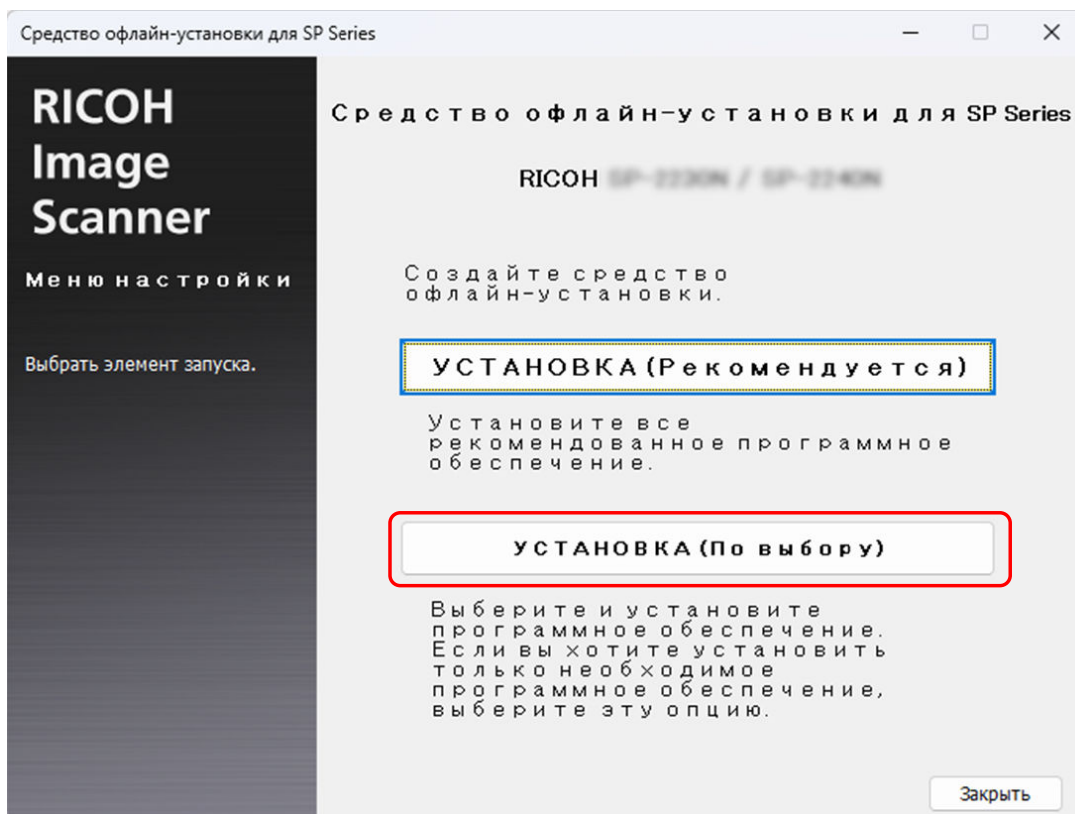 Средство офлайн-установки для SP Series
RICOH
Image
Scanner
Меню настройки
Выбрать элемент запуска.
Средство офлайн-установки для SP Series
RICOH
Создайте средство
офлайн-установки.
УСТАНОВКА(Рекомендуется)
Установите все
рекомендованное программное
обеспечение.
УСТАНОВКА(По выбору)
Выберите и установите
программное обеспечение.
Если вы хотите установить
только необходимое
программное обеспечение,
выберите эту опцию.
Закрыть